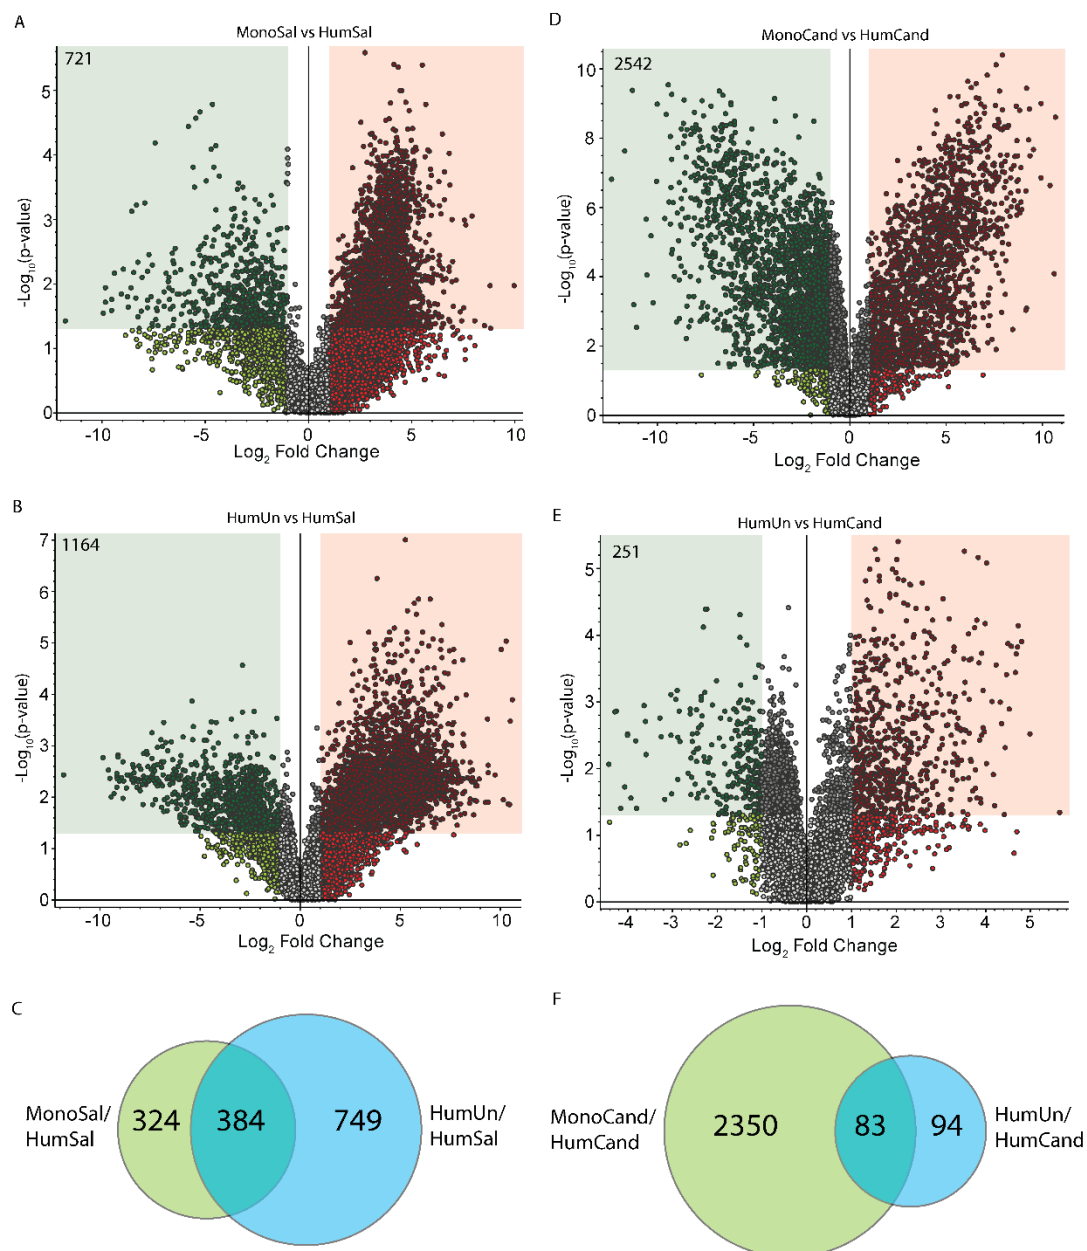 A
MonoSal vs HumSal
721
5
4
3
2
1
0
-Log10(p-value)
-10
-5
0
5
10
Log2 Fold Change
D
MonoCand vs HumCand
2542
10
8
6
4
2
0
-Log10(p-value)
-10
-5
0
5
10
Log2 Fold Change
B
HumUn vs HumSal
1164
7
6
5
4
3
2
1
0
-Log10(p-value)
-10
-5
0
5
10
Log2 Fold Change
E
HumUn vs HumCand
251
5
4
3
2
1
0
-Log10(p-value)
-4
-3
-2
-1
0
1
2
3
4
5
Log2 Fold Change
C
MonoSal/
HumSal
324
384
749
HumUn/
HumSal
F
MonoCand/
HumCand
2350
83
94
HumUn/
HumCand